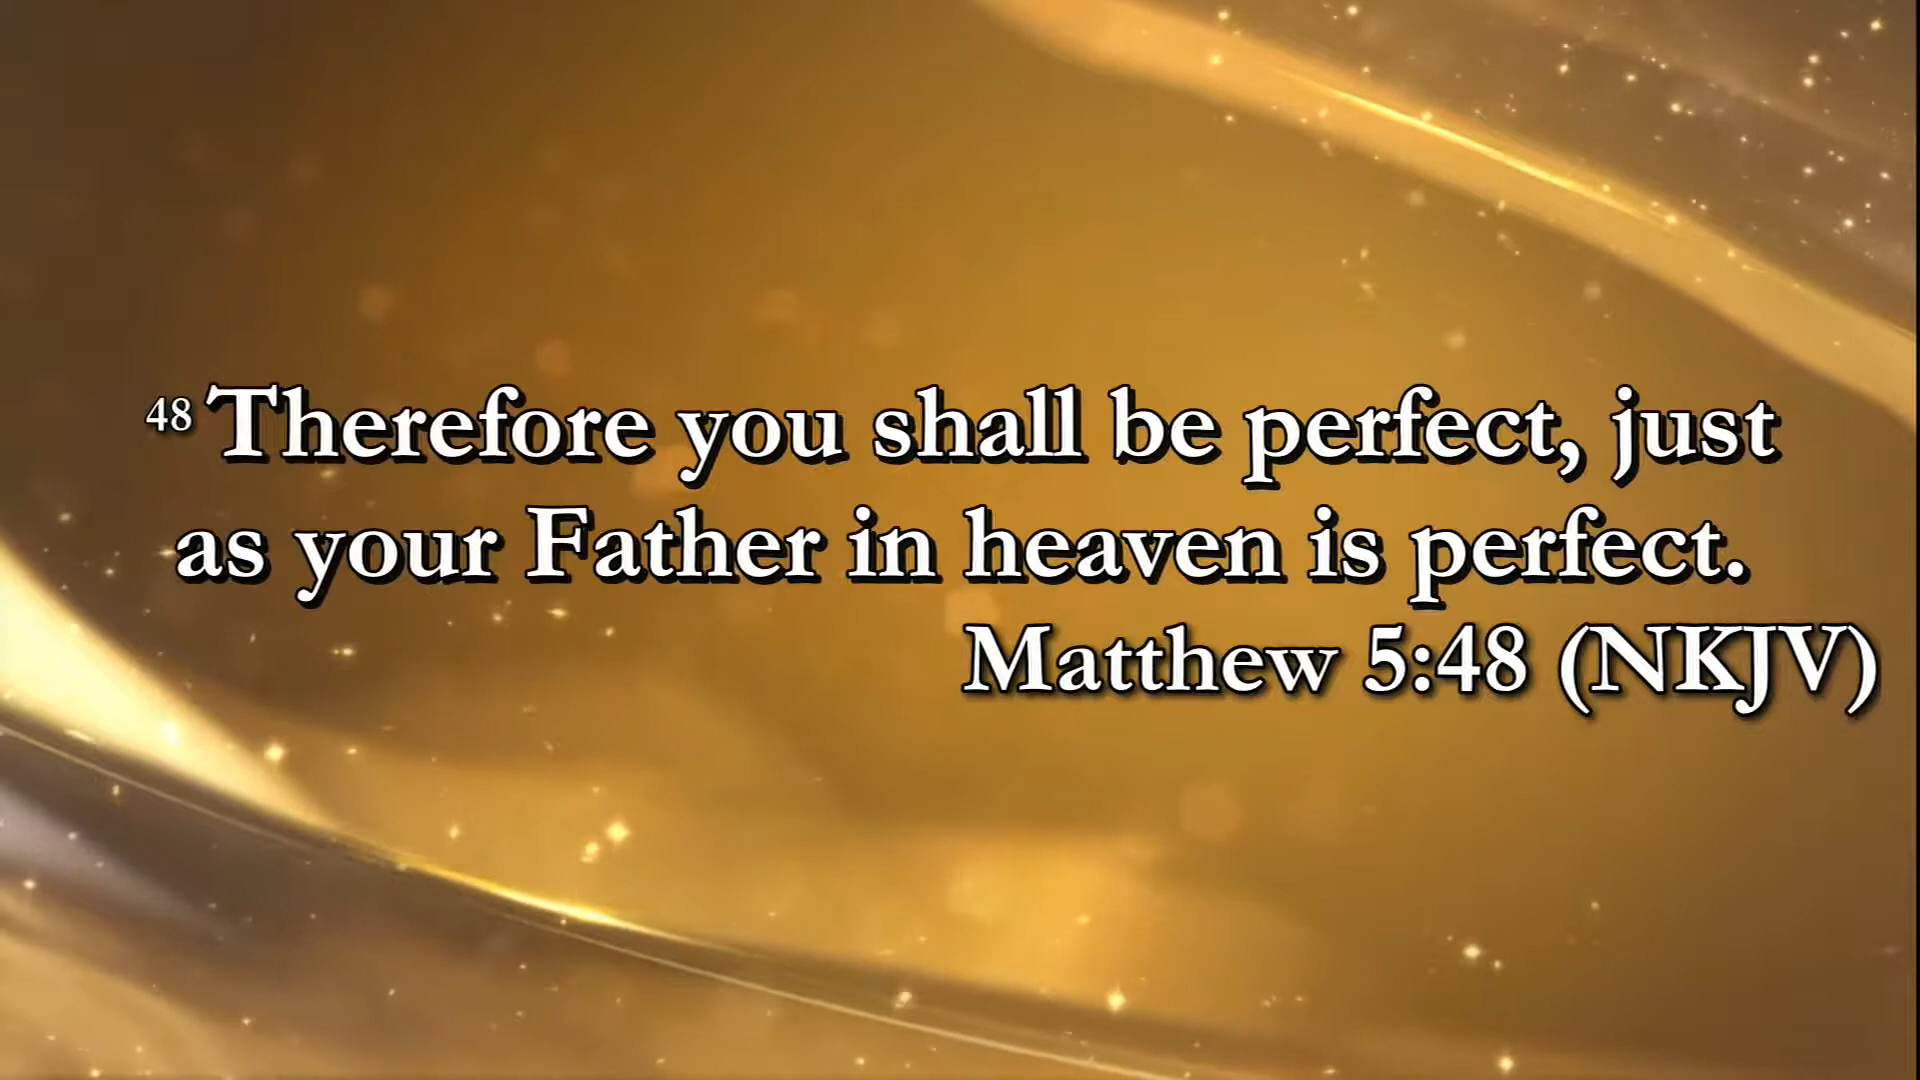 48 Therefore you shall be perfect, just
as your Father in heaven is perfect.
Matthew 5:48 (NKJV)